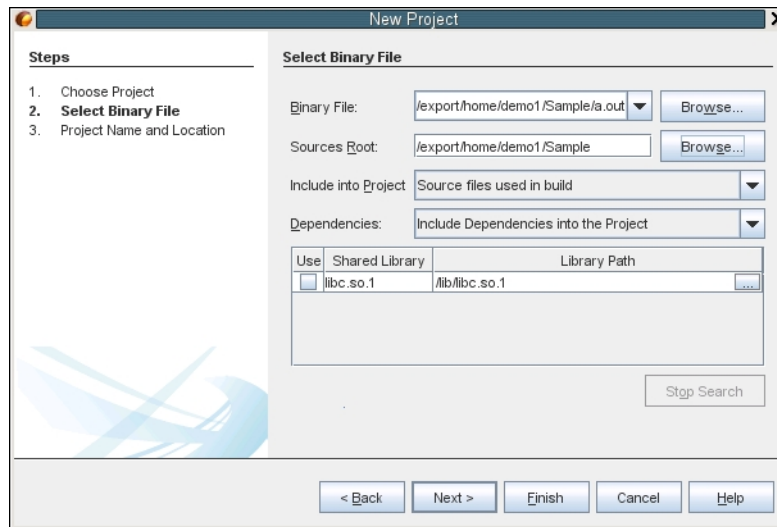 New Project
Steps
1. Choose Project
2. Select Binary File
3. Project Name and Location
Select Binary File
Binary File: /export/home/demo1/Sample/a.out Browse...
Sources Root: /export/home/demo1/Sample Browse...
Include into Project Source files used in build
Dependencies: Include Dependencies into the Project
Use Shared Library Library Path
libc.so.1 /lib/libc.so.1 ...
Stop Search
< Back Next > Finish Cancel Help